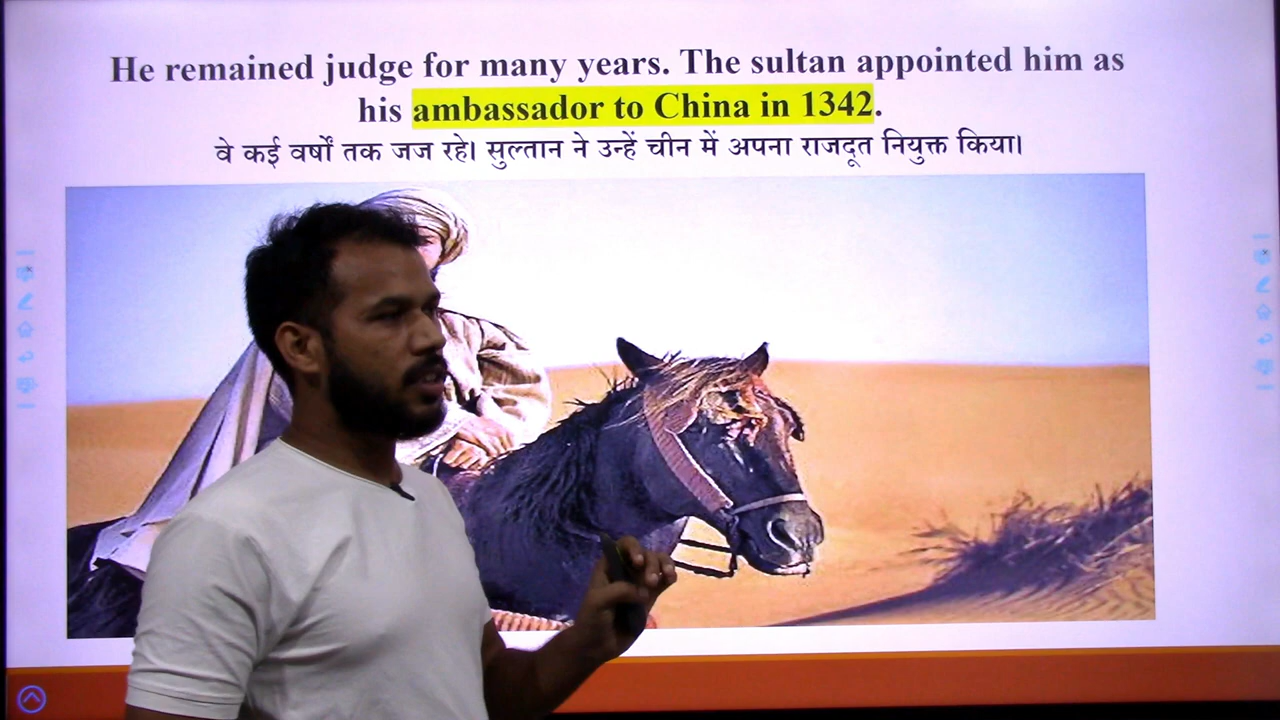 He remained judge for many years. The sultan appointed him as
his ambassador to China in 1342.
वे कई वर्षों तक जज रहे। सुल्तान ने उन्हें चीन में अपना राजदूत नियुक्त किया।